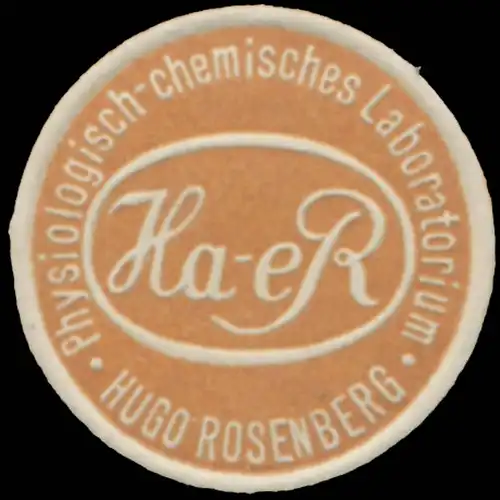 Physiologisch-chemisches Laboratorium
Ha-eR
• HUGO ROSENBERG •